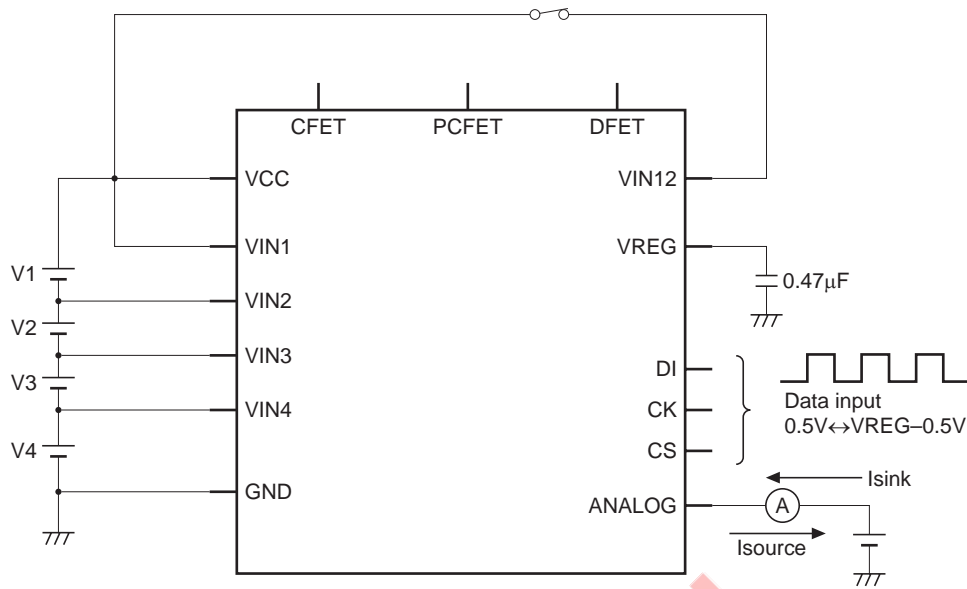 CFET PCFET DFET
VCC VIN12
VIN1 VREG
V1 0.47μF
VIN2
V2
VIN3 DI
V3
VIN4 CK
Data input
0.5V↔VREG–0.5V
V4 CS
Isink
GND ANALOG A
Isource